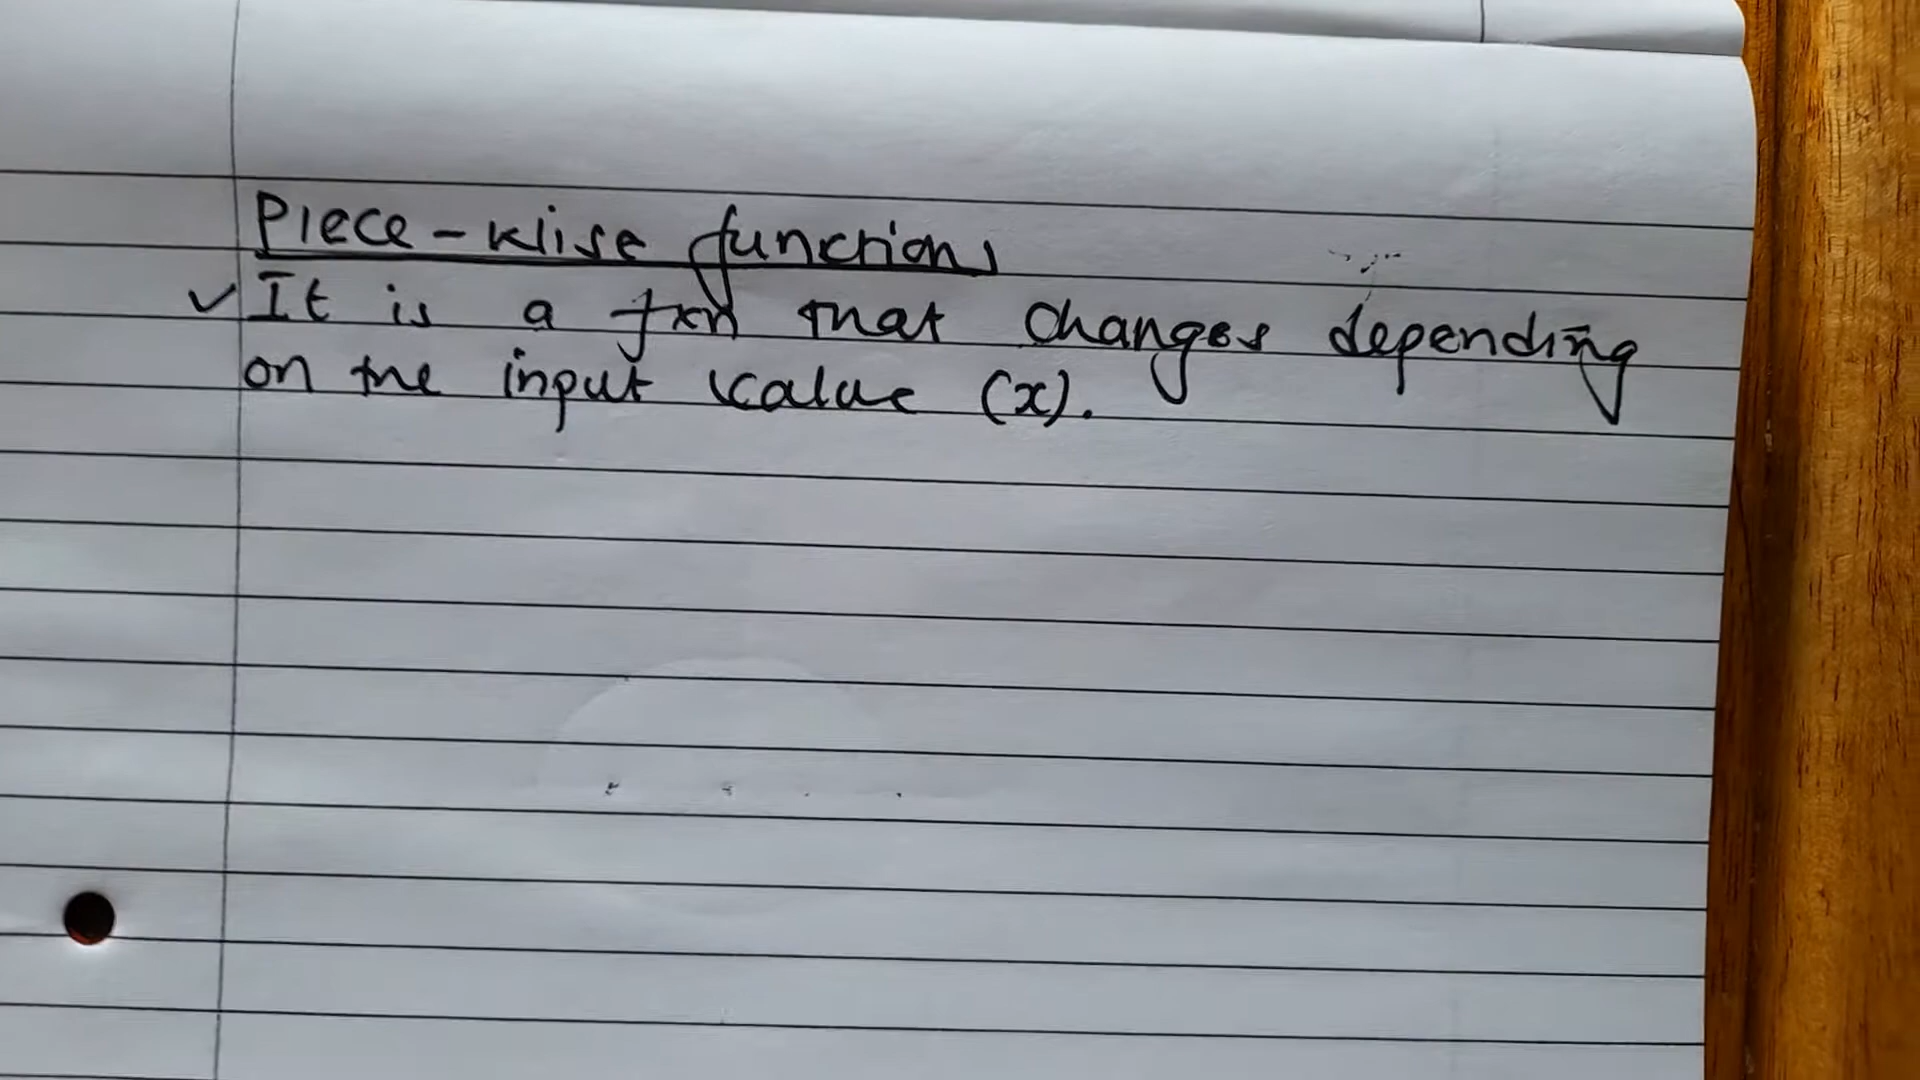 Piece-wise functions
✓ It is a fxn that changes depending
on the input value (x).